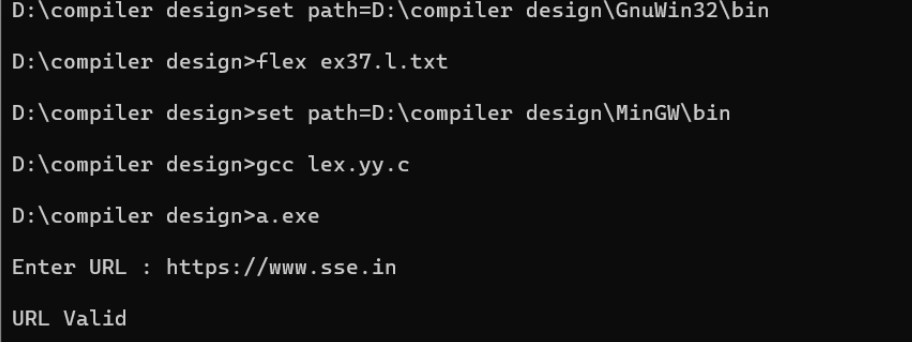 D:\compiler design>set path=D:\compiler design\GnuWin32\bin
D:\compiler design>flex ex37.l.txt
D:\compiler design>set path=D:\compiler design\MinGW\bin
D:\compiler design>gcc lex.yy.c
D:\compiler design>a.exe
Enter URL : https://www.sse.in
URL Valid